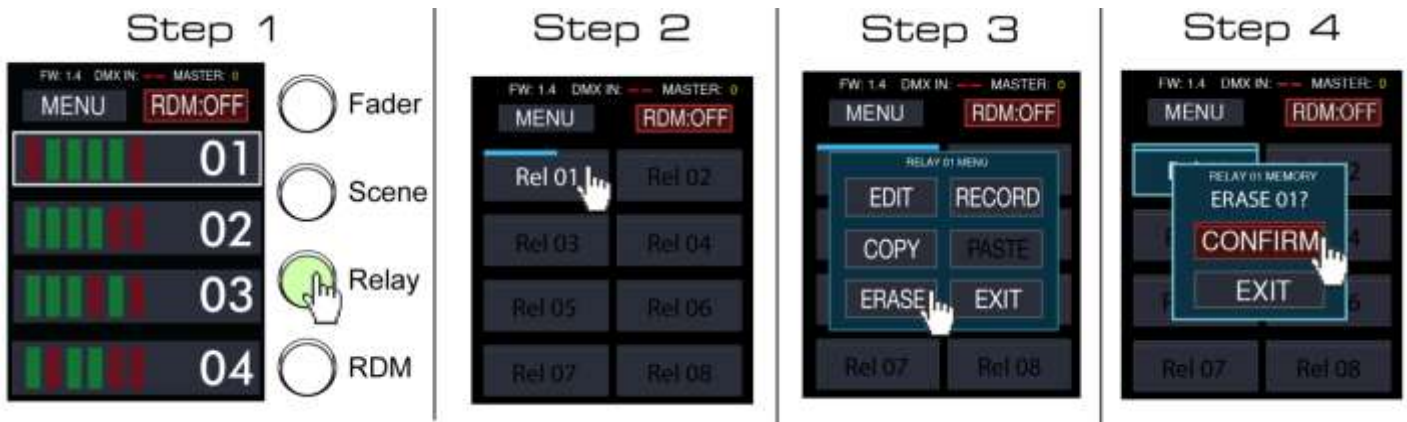 Step 1
FW: 1.4 DMX IN: -- MASTER: 0
MENU RDM:OFF
01
02
03
04
Fader
Scene
Relay
RDM
Step 2
FW: 1.4 DMX IN: -- MASTER: 0
MENU RDM:OFF
Rel 01 Rel 02
Rel 03 Rel 04
Rel 05 Rel 06
Rel 07 Rel 08
Step 3
FW: 1.4 DMX IN: -- MASTER: 0
MENU RDM:OFF
RELAY 01 MENU
EDIT RECORD
COPY PASTE
ERASE EXIT
Rel 07 Rel 08
Step 4
FW: 1.4 DMX IN: -- MASTER: 0
MENU RDM:OFF
RELAY 01 MEMORY
ERASE 01?
CONFIRM
EXIT
Rel 07 Rel 08